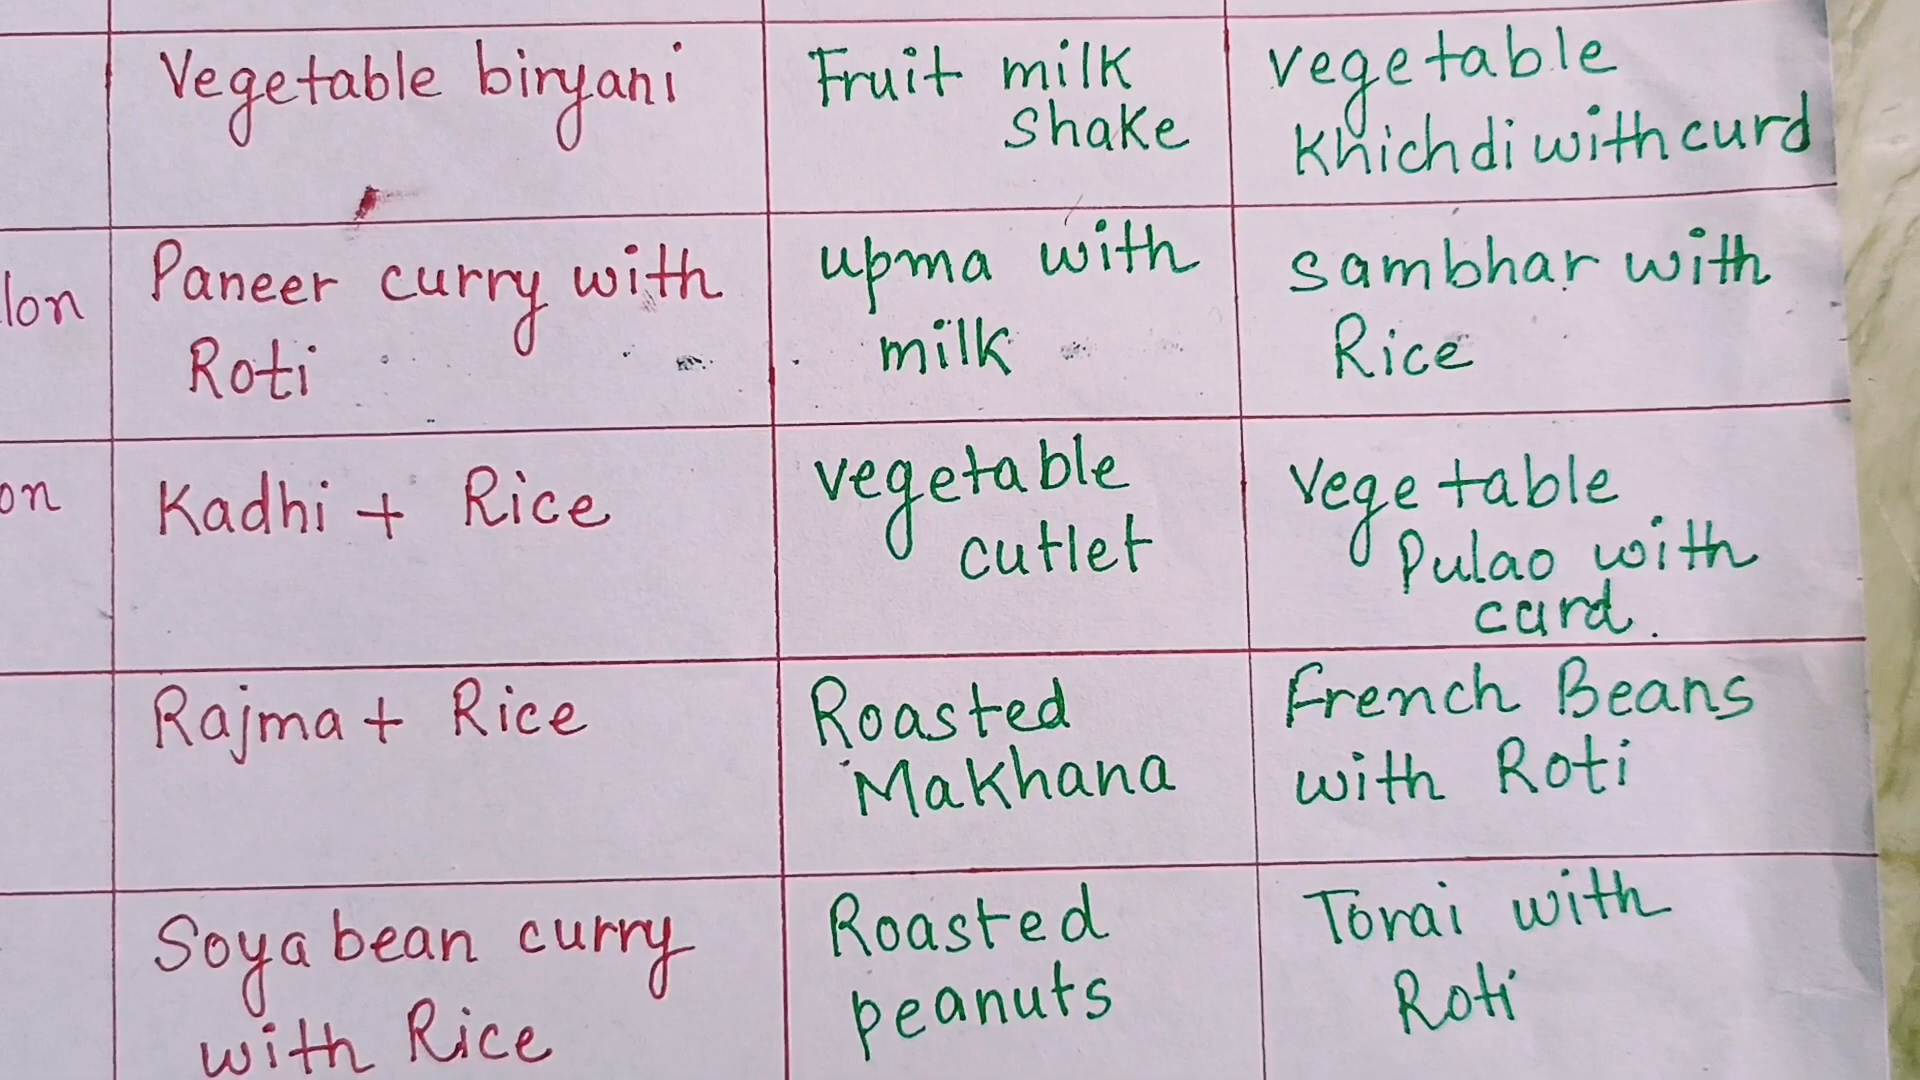 Vegetable biryani
Fruit milk
shake
vegetable
Khichdi with curd
lon
Paneer curry with
Roti
upma with
milk
sambhar with
Rice
on
Kadhi + Rice
vegetable
cutlet
Vegetable
Pulao with
curd.
Rajma + Rice
Roasted
Makhana
French Beans
with Roti
Soyabean curry
with Rice
Roasted
peanuts
Torai with
Roti